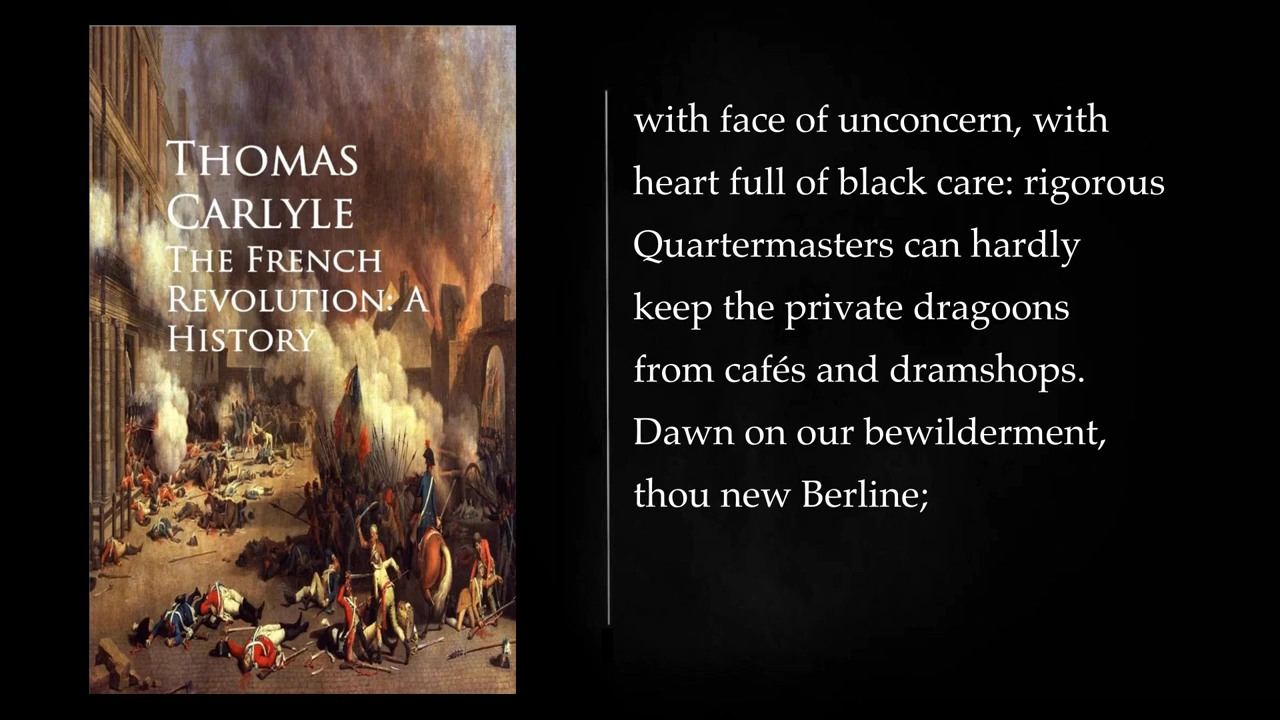 THOMAS
CARLYLE
THE FRENCH
REVOLUTION: A
HISTORY
with face of unconcern, with
heart full of black care: rigorous
Quartermasters can hardly
keep the private dragoons
from cafés and dramshops.
Dawn on our bewilderment,
thou new Berline;